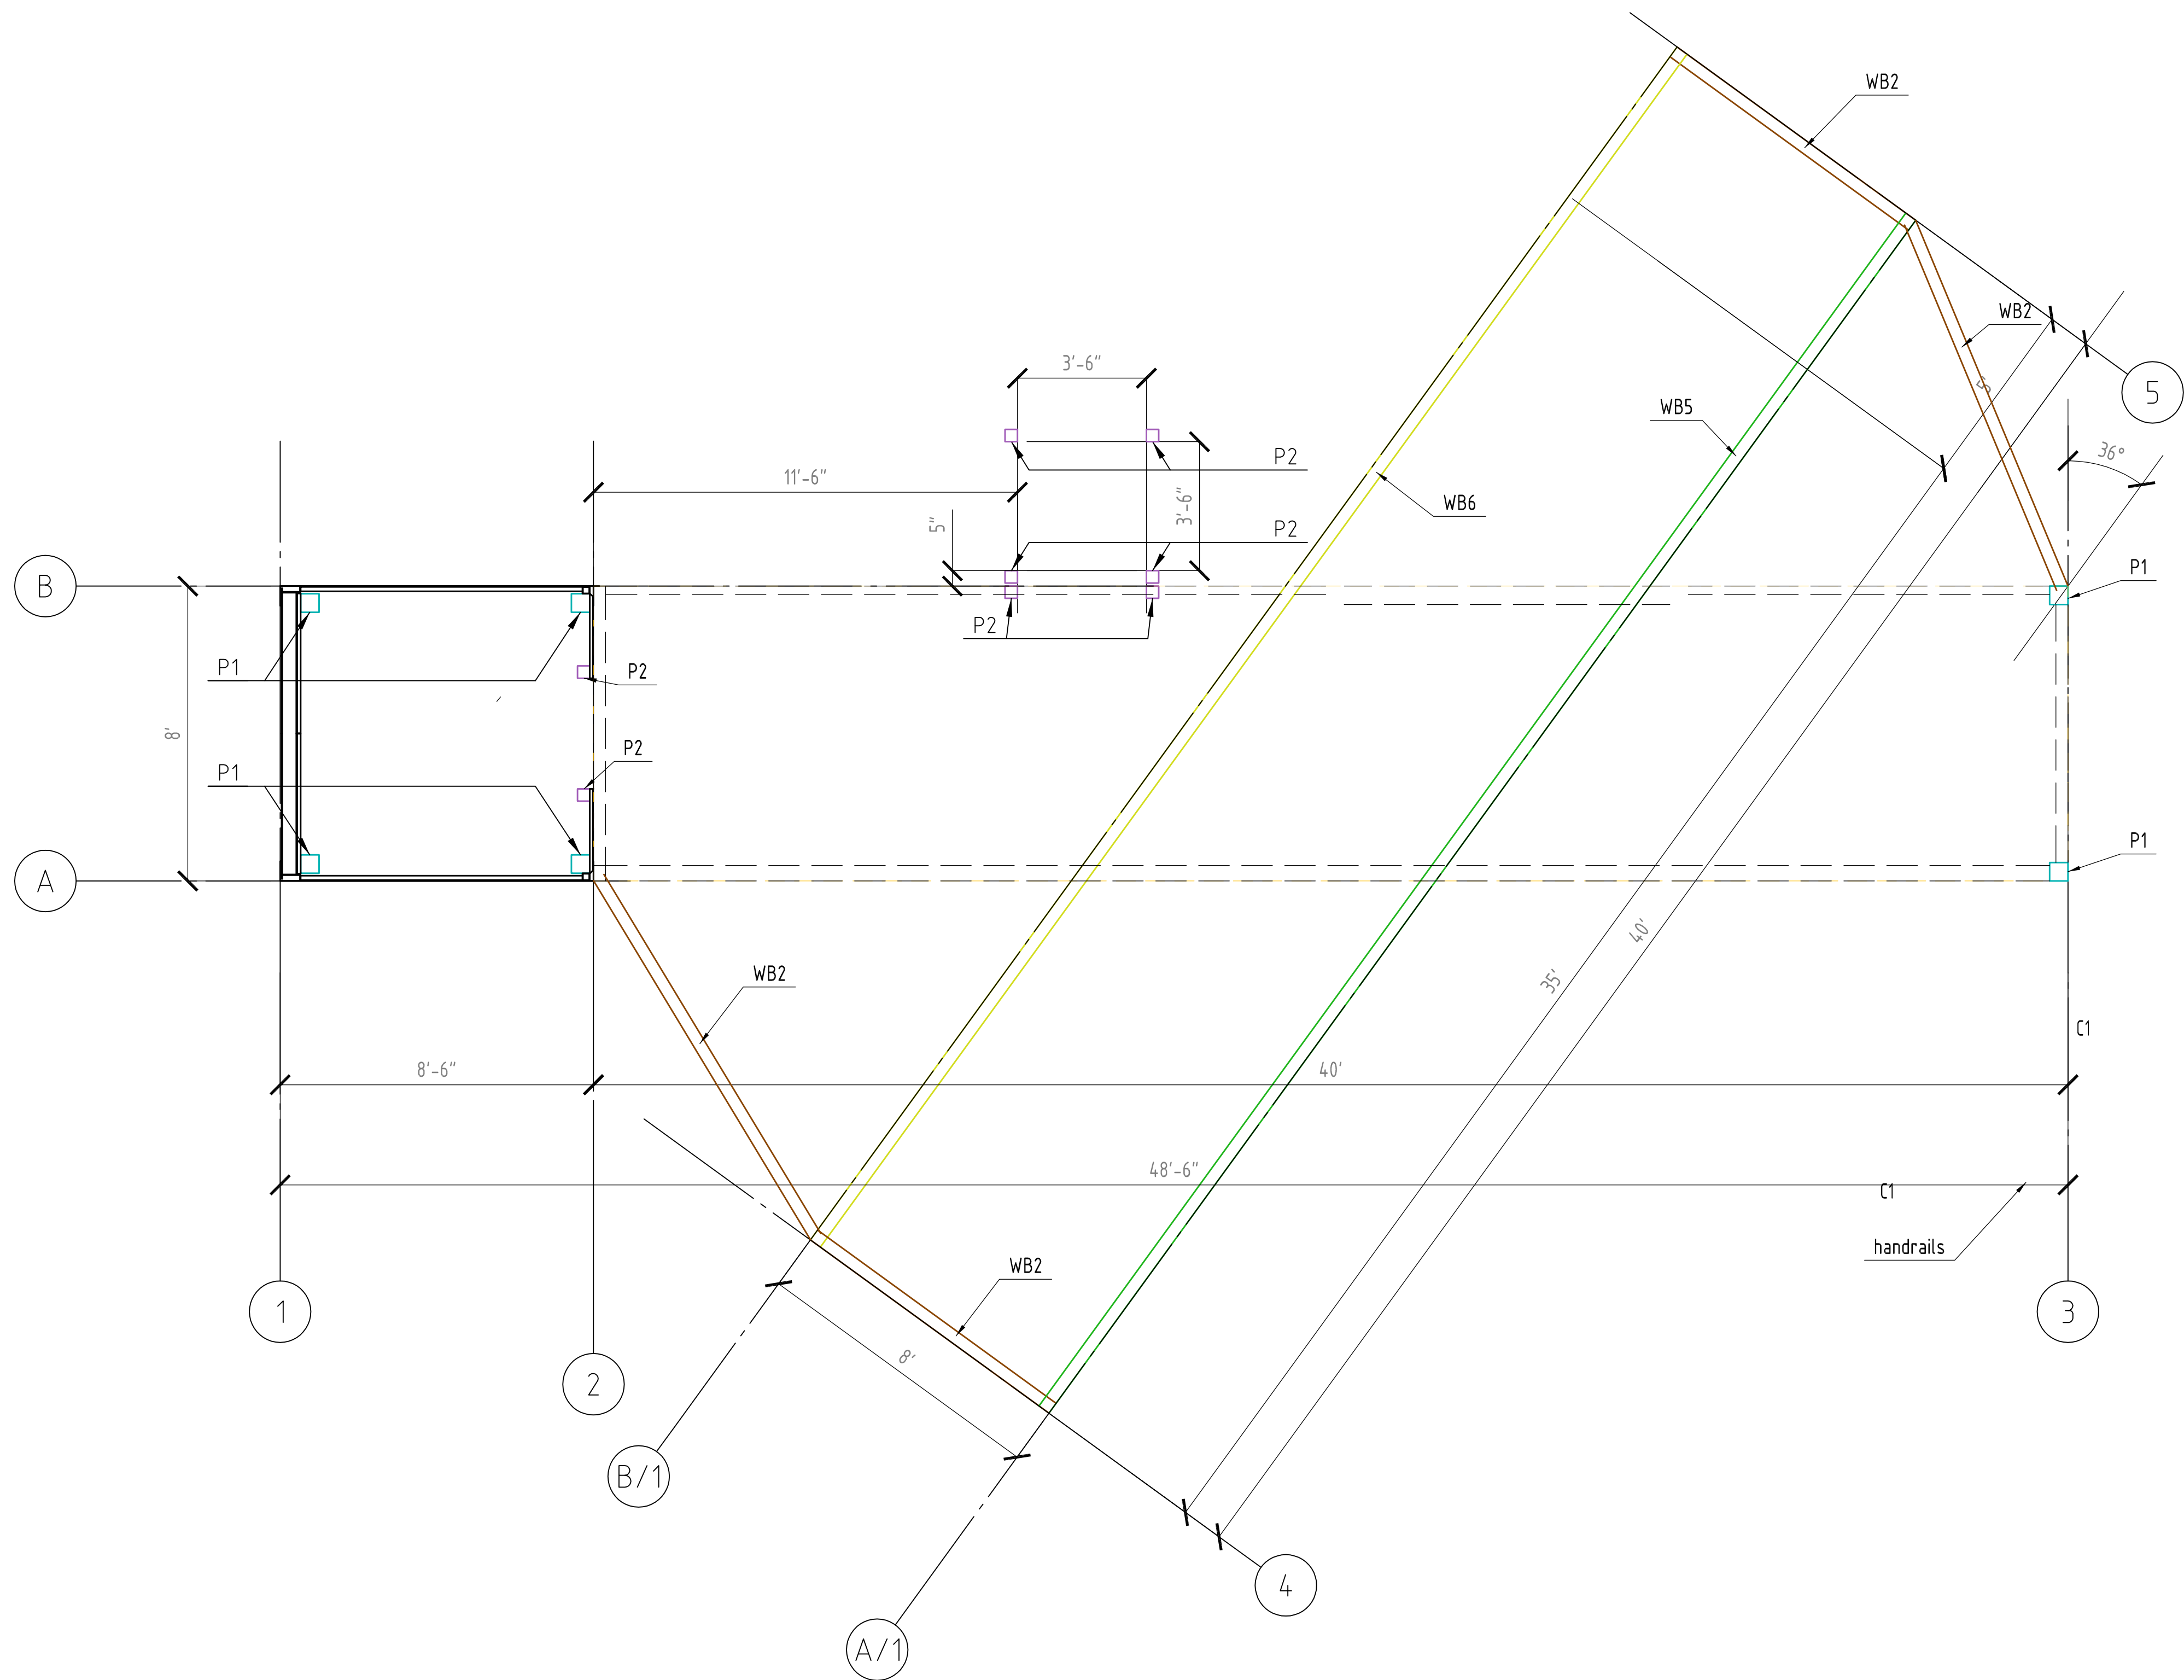 WB2
WB2
5
5'
3'-6"
36°
WB5
P2
11'-6"
3'-6"
WB6
5"
P2
B
P1
P2
P1
P2
P2
8'
P1
P1
A
40'
WB2
35'
C1
8'-6"
40'
48'-6"
C1
handrails
WB2
1
3
8'
2
B/1
4
A/1